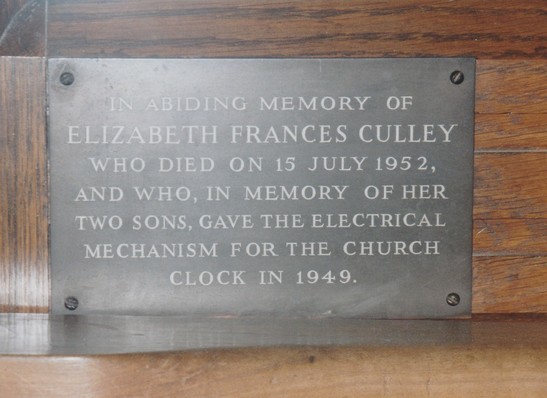 IN ABIDING MEMORY OF
ELIZABETH FRANCES CULLEY
WHO DIED ON 15 JULY 1952,
AND WHO, IN MEMORY OF HER
TWO SONS, GAVE THE ELECTRICAL
MECHANISM FOR THE CHURCH
CLOCK IN 1949.